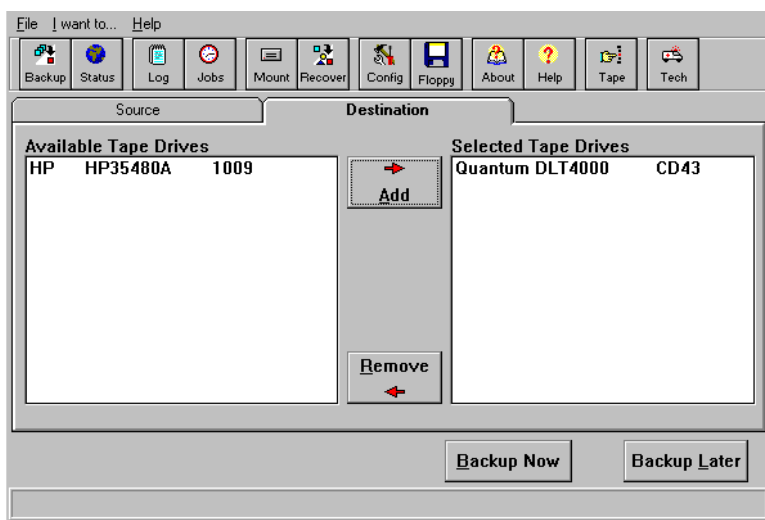 File I want to... Help
Backup Status Log Jobs Mount Recover Config Floppy About Help Tape Tech
Source Destination
Available Tape Drives Selected Tape Drives
HP HP35480A 1009 Quantum DLT4000 CD43
Add
Remove
Backup Now Backup Later